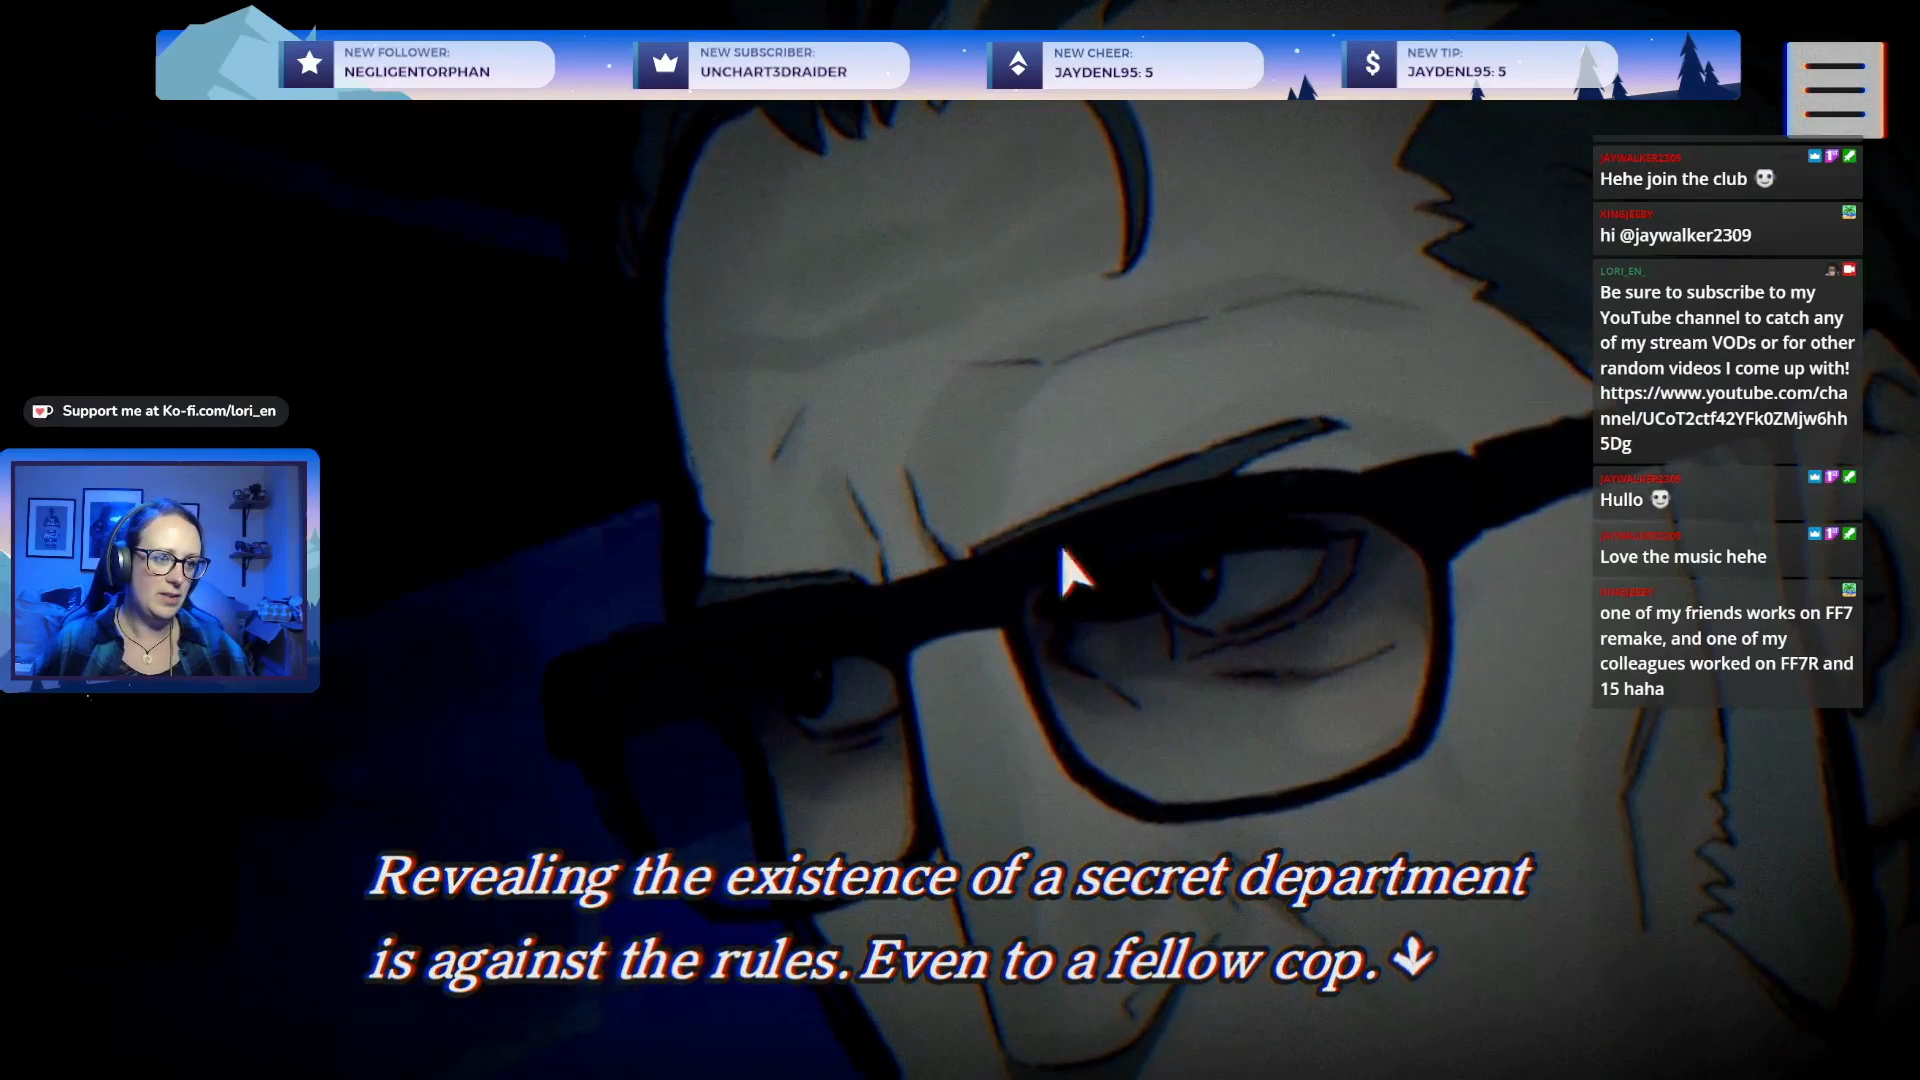 NEW FOLLOWER:
NEGLIGENTORPHAN
NEW SUBSCRIBER:
UNCHART3DRAIDER
NEW CHEER:
JAYDENL95: 5
NEW TIP:
JAYDENL95: 5
JAYWALKER2309
Hehe join the club
KINGJEEBY
hi @jaywalker2309
LORI_EN_
Be sure to subscribe to my
YouTube channel to catch any
of my stream VODs or for other
random videos I come up with!
https://www.youtube.com/cha
nnel/UCoT2ctf42YFk0ZMjw6hh
5Dg
JAYWALKER2309
Hullo
JAYWALKER2309
Love the music hehe
KINGJEEBY
one of my friends works on FF7
remake, and one of my
colleagues worked on FF7R and
15 haha
Support me at Ko-fi.com/lori_en
Revealing the existence of a secret department
is against the rules. Even to a fellow cop.